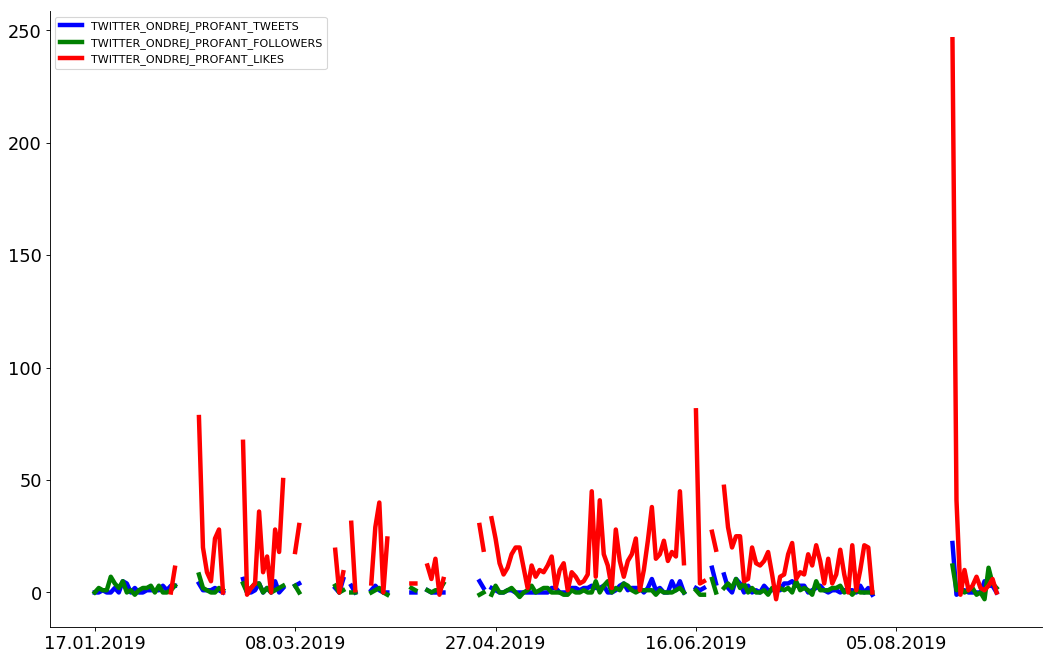 250
200
150
100
50
0
TWITTER_ONDREJ_PROFANT_TWEETS
TWITTER_ONDREJ_PROFANT_FOLLOWERS
TWITTER_ONDREJ_PROFANT_LIKES
17.01.2019 08.03.2019 27.04.2019 16.06.2019 05.08.2019